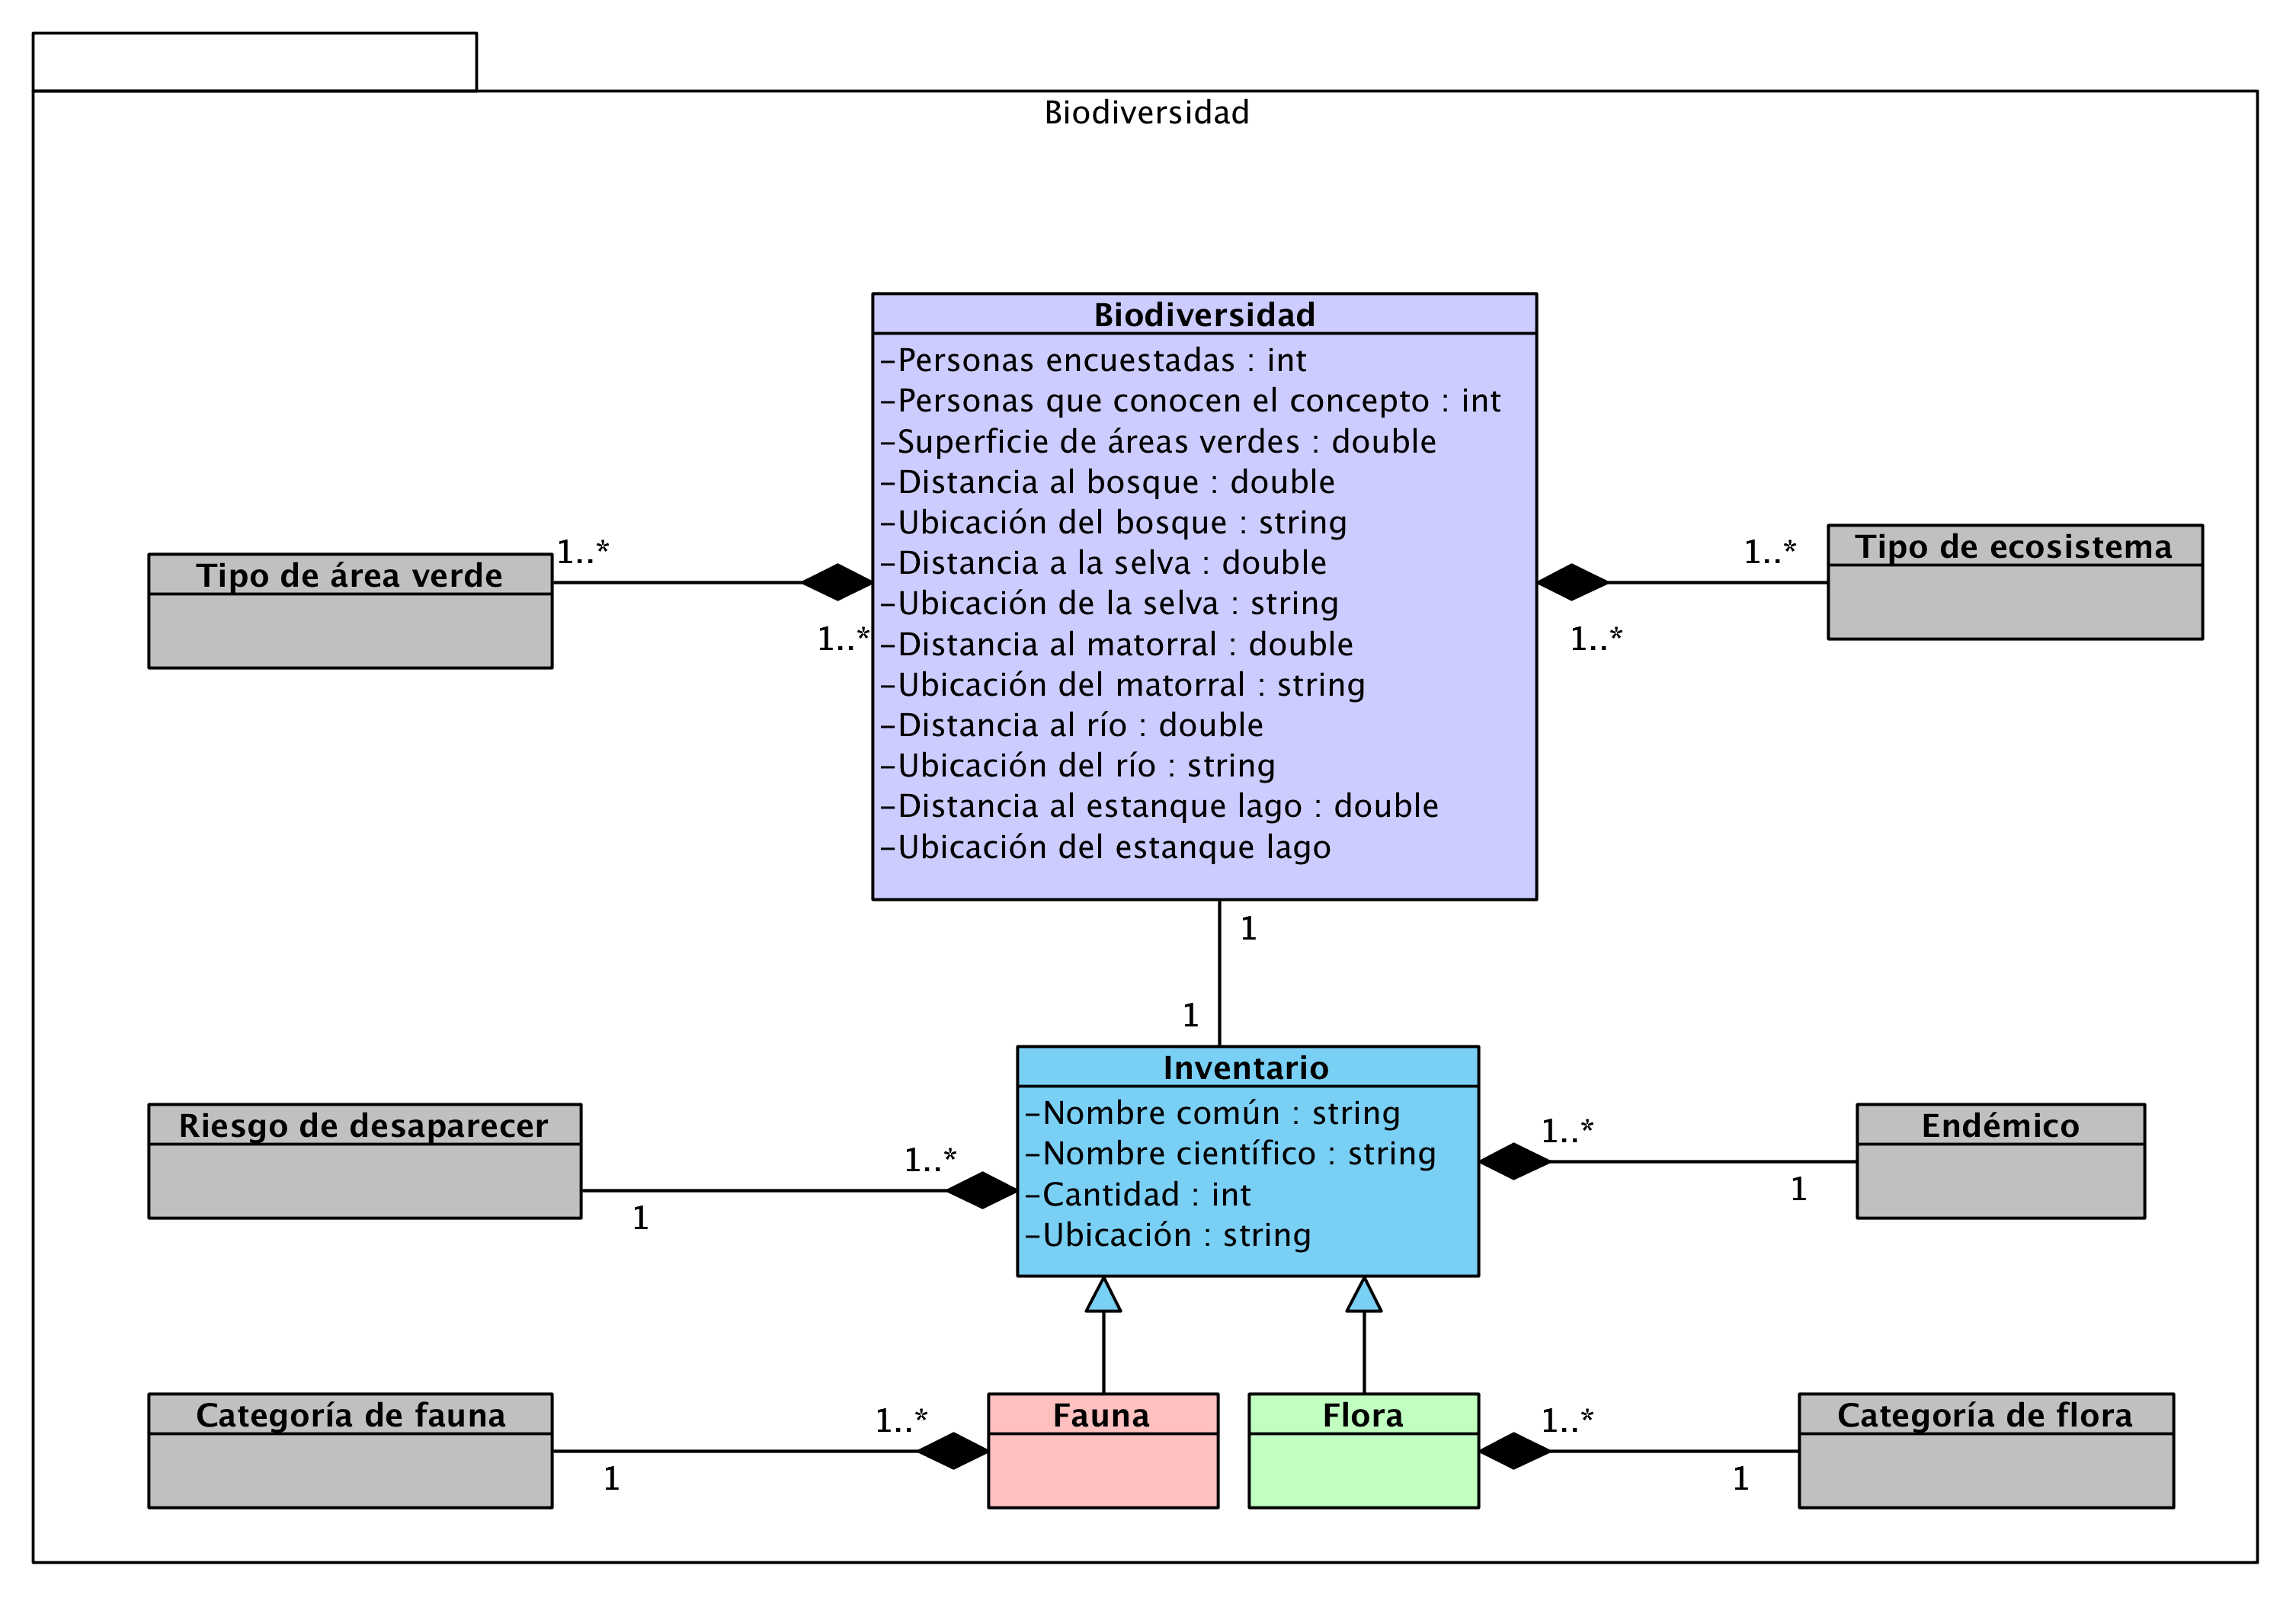 Biodiversidad
Biodiversidad
-Personas encuestadas : int
-Personas que conocen el concepto : int
-Superficie de áreas verdes : double
-Distancia al bosque : double
-Ubicación del bosque : string
-Distancia a la selva : double
-Ubicación de la selva : string
-Distancia al matorral : double
-Ubicación del matorral : string
-Distancia al río : double
-Ubicación del río : string
-Distancia al estanque lago : double
-Ubicación del estanque lago
1..*
Tipo de área verde
1..*
1..*
Tipo de ecosistema
1..*
1
1
Inventario
-Nombre común : string
-Nombre científico : string
-Cantidad : int
-Ubicación : string
Riesgo de desaparecer
1..*
1
1..*
Endémico
1
Categoría de fauna
1..*
1
Fauna
Flora
1..*
Categoría de flora
1